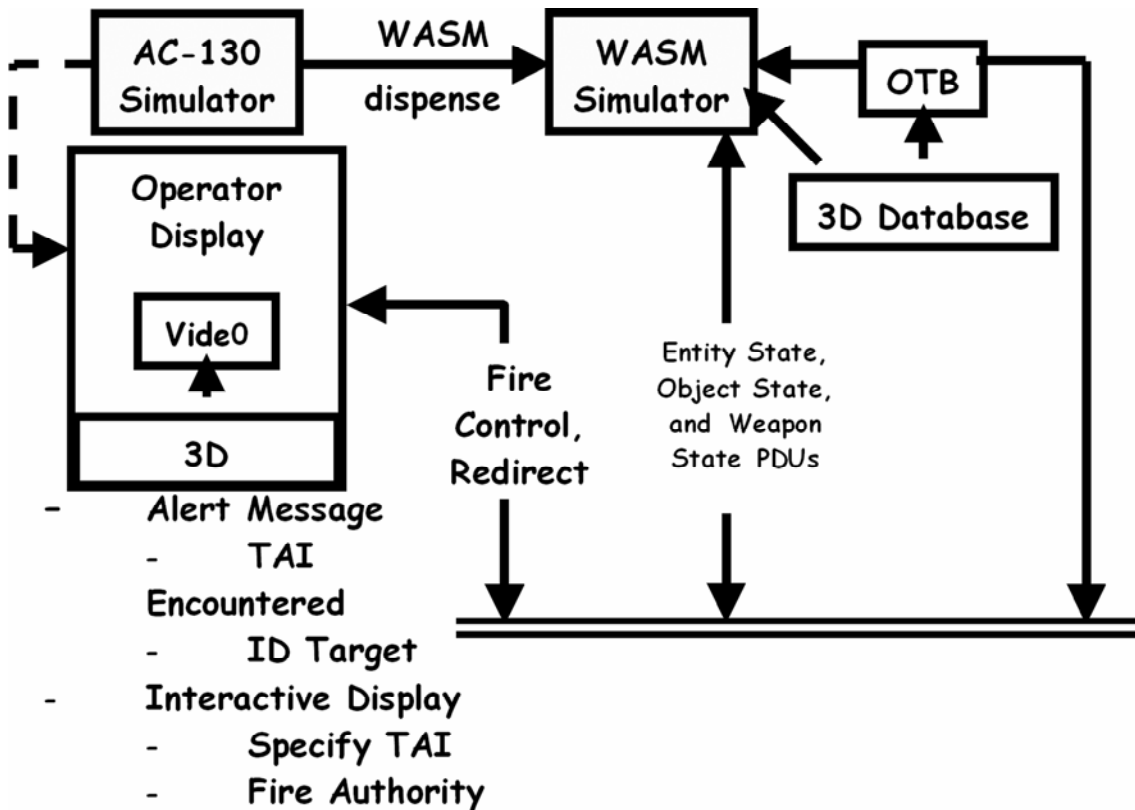 AC-130
Simulator
WASM
dispense
WASM
Simulator
OTB
3D Database
Operator
Display
Vide0
3D
Fire
Control,
Redirect
Entity State,
Object State,
and Weapon
State PDUs
- Alert Message
- TAI
Encountered
- ID Target
- Interactive Display
- Specify TAI
- Fire Authority